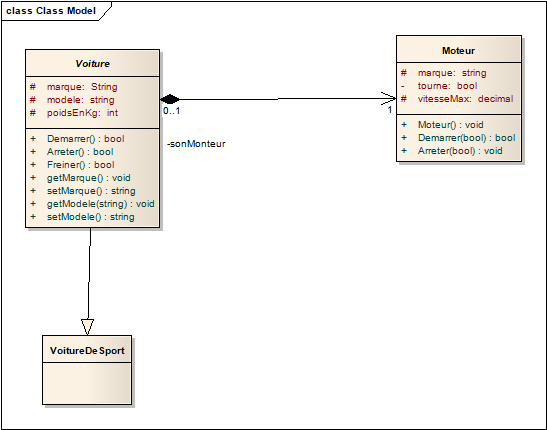 class Class Model
Voiture
# marque: String
# modele: string
# poidsEnKg: int
+ Demarrer() : bool
+ Arreter() : bool
+ Freiner() : bool
+ getMarque() : void
+ setMarque() : string
+ getModele(string) : void
+ setModele() : string
0..1
-sonMonteur
1
Moteur
# marque: string
- tourne: bool
# vitesseMax: decimal
+ Moteur() : void
+ Demarrer(bool) : bool
+ Arreter(bool) : void
VoitureDeSport